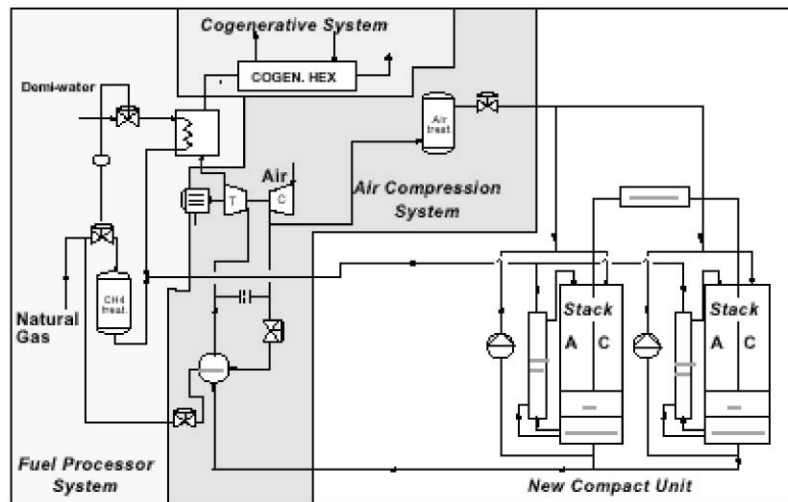 Cogenerative System
COGEN. HEX
Demi-water
Air
treat.
Air
T
C
Air Compression
System
CH4
treat.
Natural
Gas
Stack
A C
Stack
A C
Fuel Processor
System
New Compact Unit